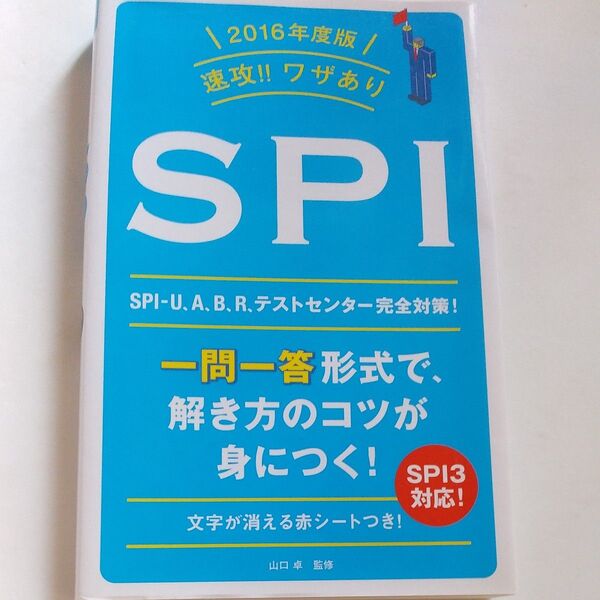 2016年度版
速攻!! ワザあり
SPI
SPI-U、A、B、R、テストセンター完全対策!
一問一答形式で、
解き方のコツが
身につく!
SPI3
対応!
文字が消える赤シートつき!
山口 卓 監修